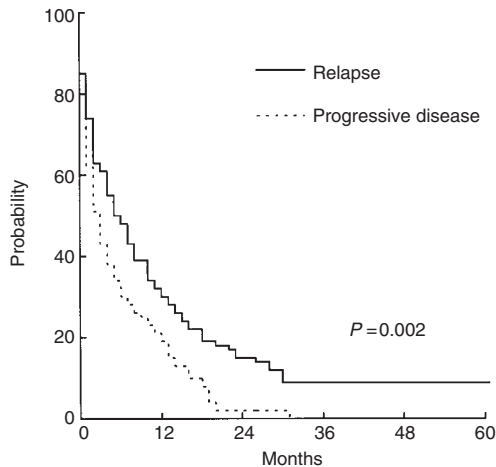 100
80
60
40
20
0
Probability
Relapse
Progressive disease
P = 0.002
0 12 24 36 48 60
Months